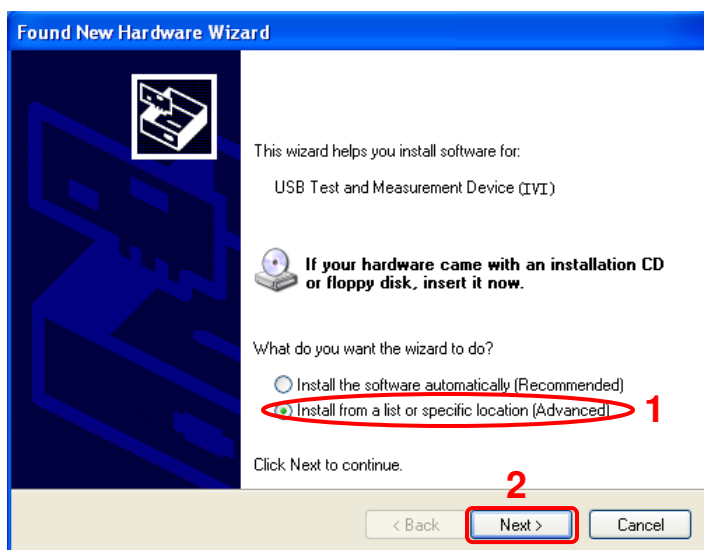 Found New Hardware Wizard
This wizard helps you install software for:
USB Test and Measurement Device (IVI)
If your hardware came with an installation CD
or floppy disk, insert it now.
What do you want the wizard to do?
Install the software automatically (Recommended)
Install from a list or specific location (Advanced) 1
Click Next to continue.
2
< Back Next > Cancel